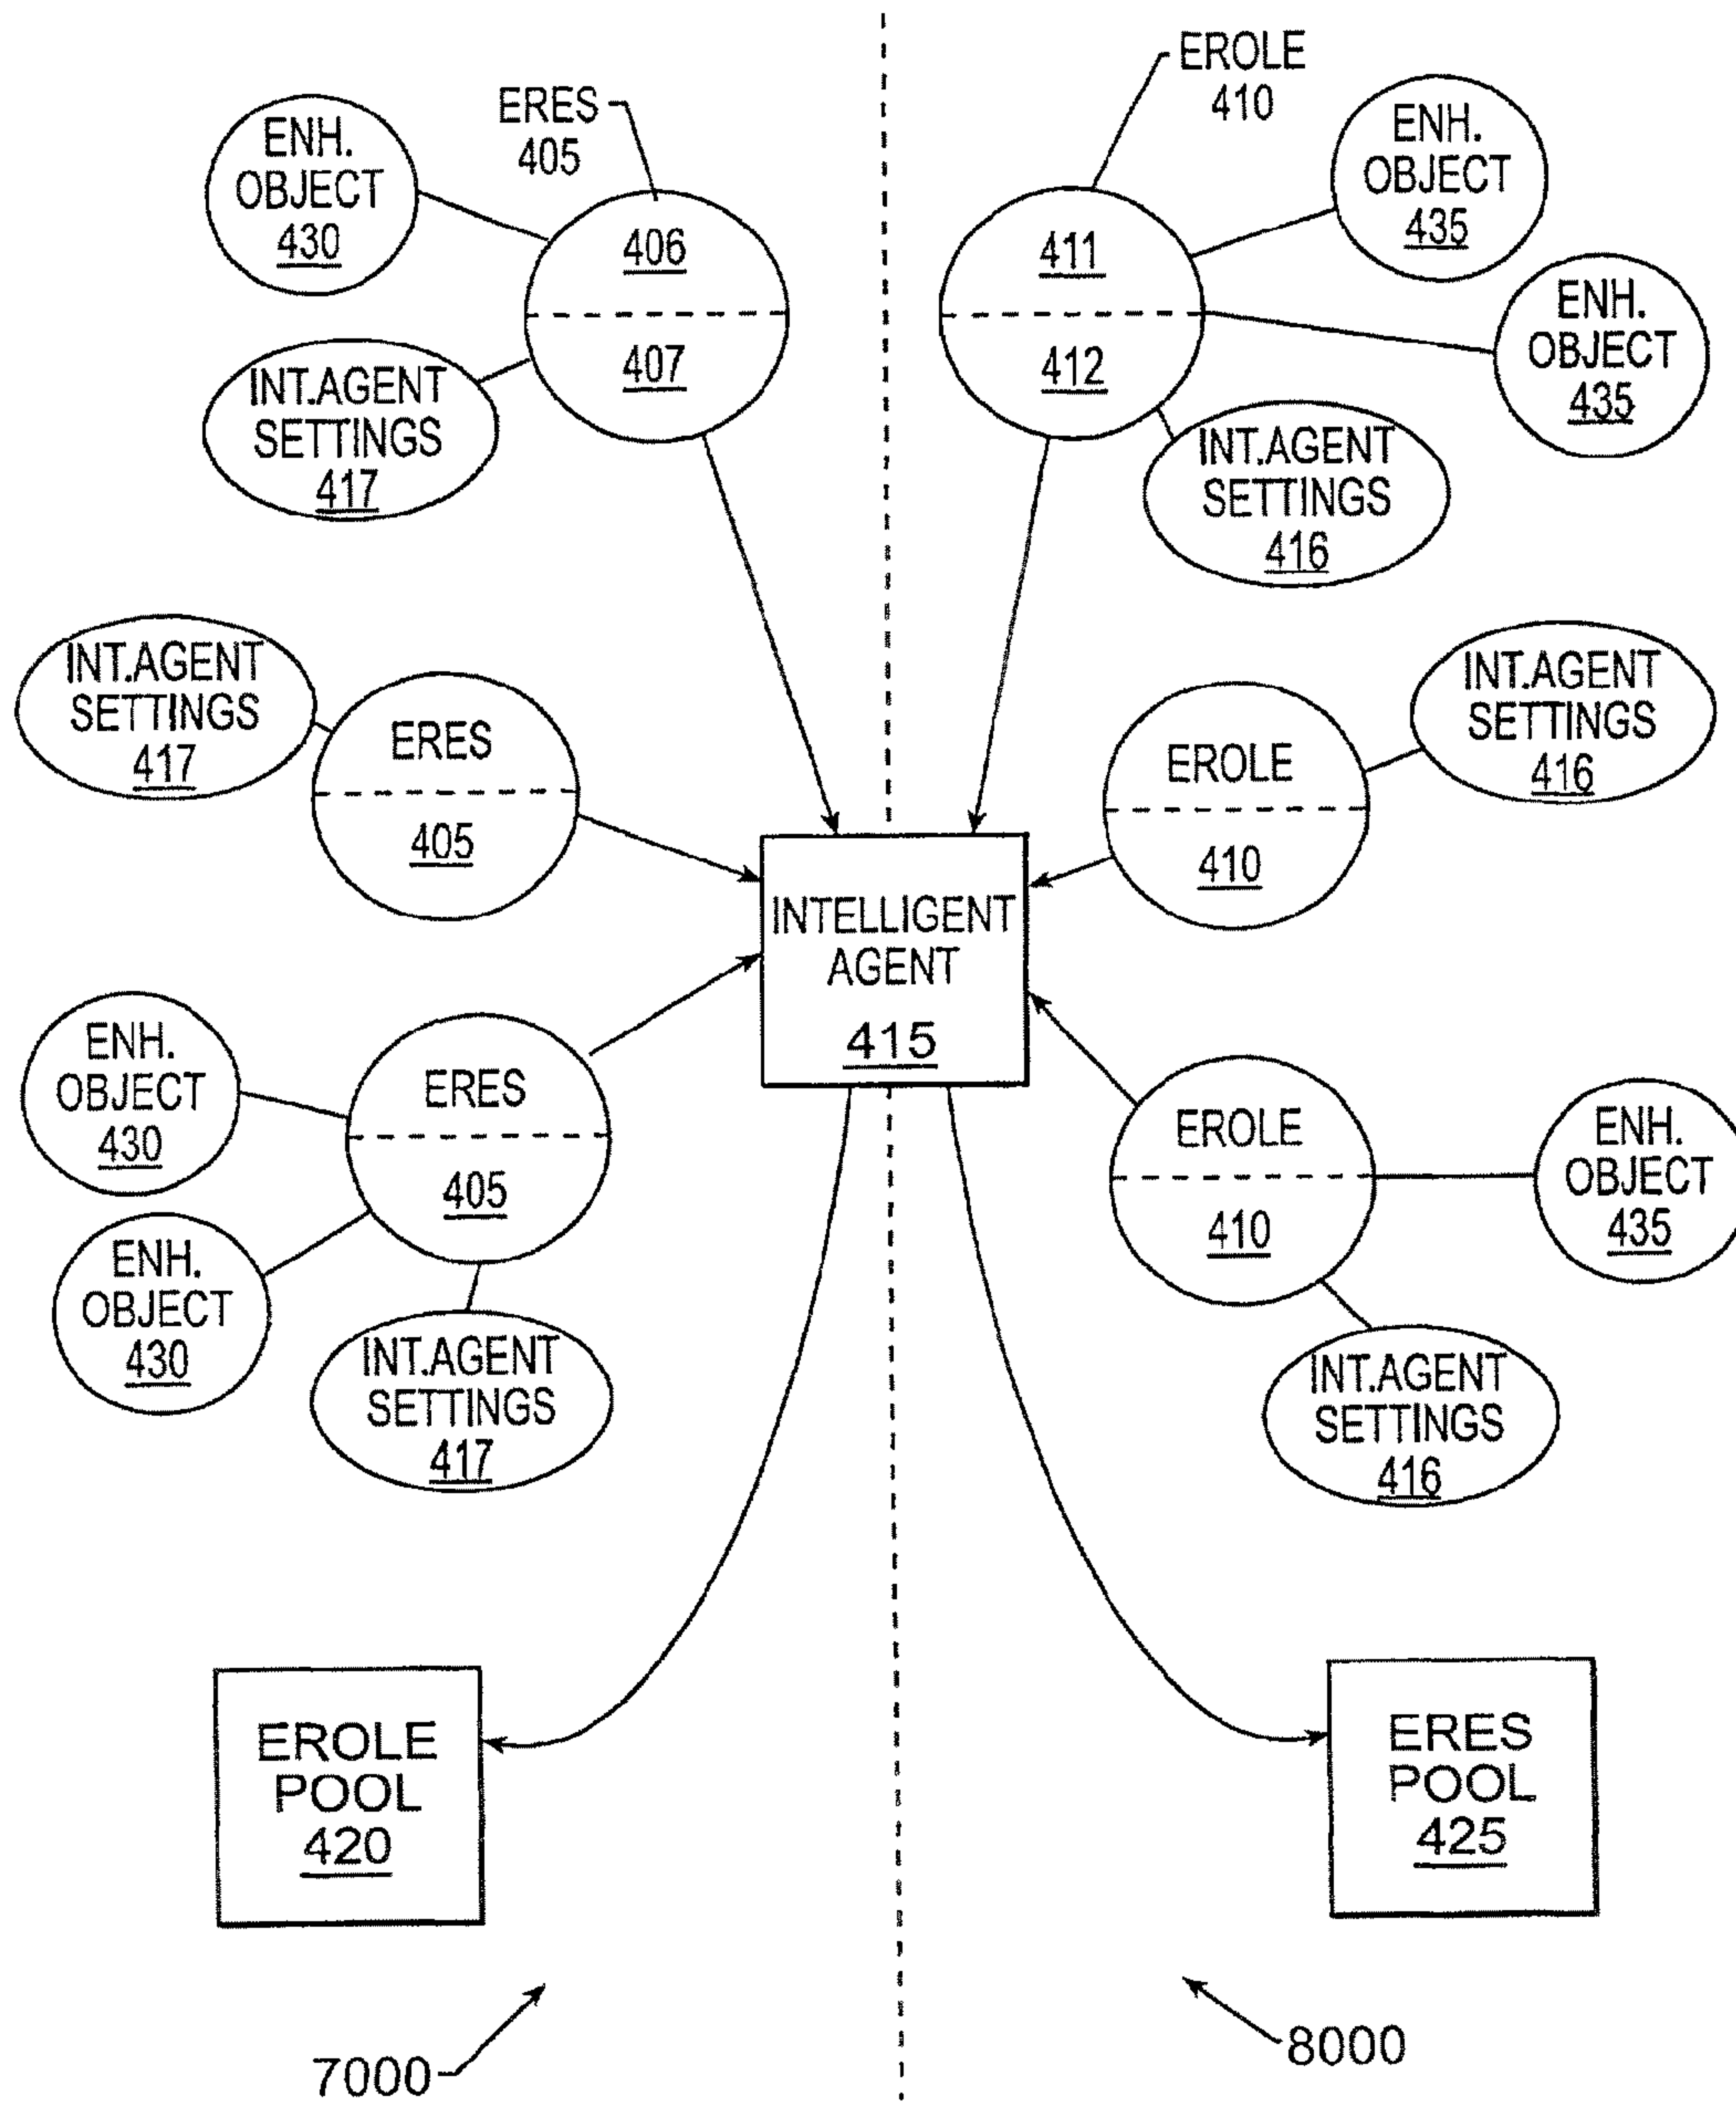 ERES
405
EROLE
410
ENH.
OBJECT
430
406
407
INT.AGENT
SETTINGS
417
411
412
ENH.
OBJECT
435
ENH.
OBJECT
435
INT.AGENT
SETTINGS
416
INT.AGENT
SETTINGS
417
ERES
405
EROLE
410
INT.AGENT
SETTINGS
416
INTELLIGENT
AGENT
415
ENH.
OBJECT
430
ERES
405
ENH.
OBJECT
430
INT.AGENT
SETTINGS
417
EROLE
410
ENH.
OBJECT
435
INT.AGENT
SETTINGS
416
EROLE
POOL
420
ERES
POOL
425
7000
8000